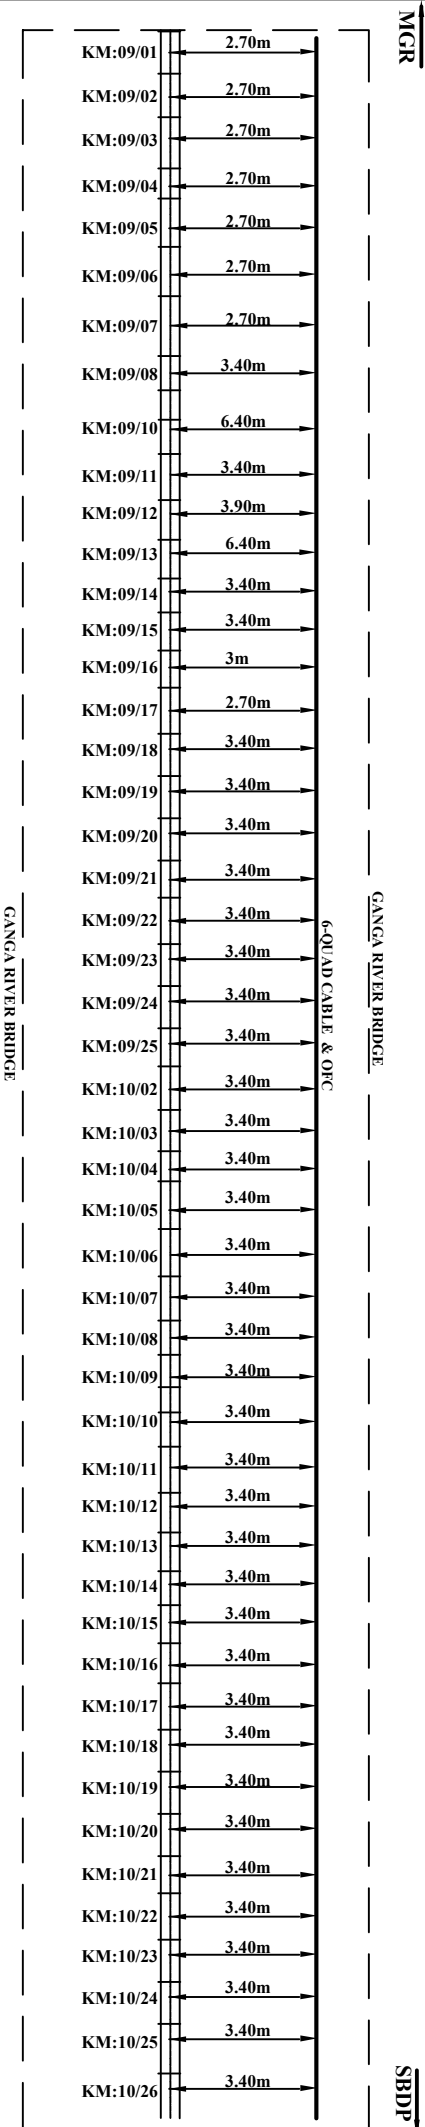 MGR
KM:09/01 2.70m
KM:09/02 2.70m
KM:09/03 2.70m
KM:09/04 2.70m
KM:09/05 2.70m
KM:09/06 2.70m
KM:09/07 2.70m
KM:09/08 3.40m
KM:09/10 6.40m
KM:09/11 3.40m
KM:09/12 3.90m
KM:09/13 6.40m
KM:09/14 3.40m
KM:09/15 3.40m
KM:09/16 3m
KM:09/17 2.70m
KM:09/18 3.40m
KM:09/19 3.40m
KM:09/20 3.40m
KM:09/21 3.40m
KM:09/22 3.40m
KM:09/23 3.40m
KM:09/24 3.40m
KM:09/25 3.40m
KM:10/02 3.40m
KM:10/03 3.40m
KM:10/04 3.40m
KM:10/05 3.40m
KM:10/06 3.40m
KM:10/07 3.40m
KM:10/08 3.40m
KM:10/09 3.40m
KM:10/10 3.40m
KM:10/11 3.40m
KM:10/12 3.40m
KM:10/13 3.40m
KM:10/14 3.40m
KM:10/15 3.40m
KM:10/16 3.40m
KM:10/17 3.40m
KM:10/18 3.40m
KM:10/19 3.40m
KM:10/20 3.40m
KM:10/21 3.40m
KM:10/22 3.40m
KM:10/23 3.40m
KM:10/24 3.40m
KM:10/25 3.40m
KM:10/26 3.40m
GANGA RIVER BRIDGE
6-QUAD CABLE & OFC
GANGA RIVER BRIDGE
SBDP